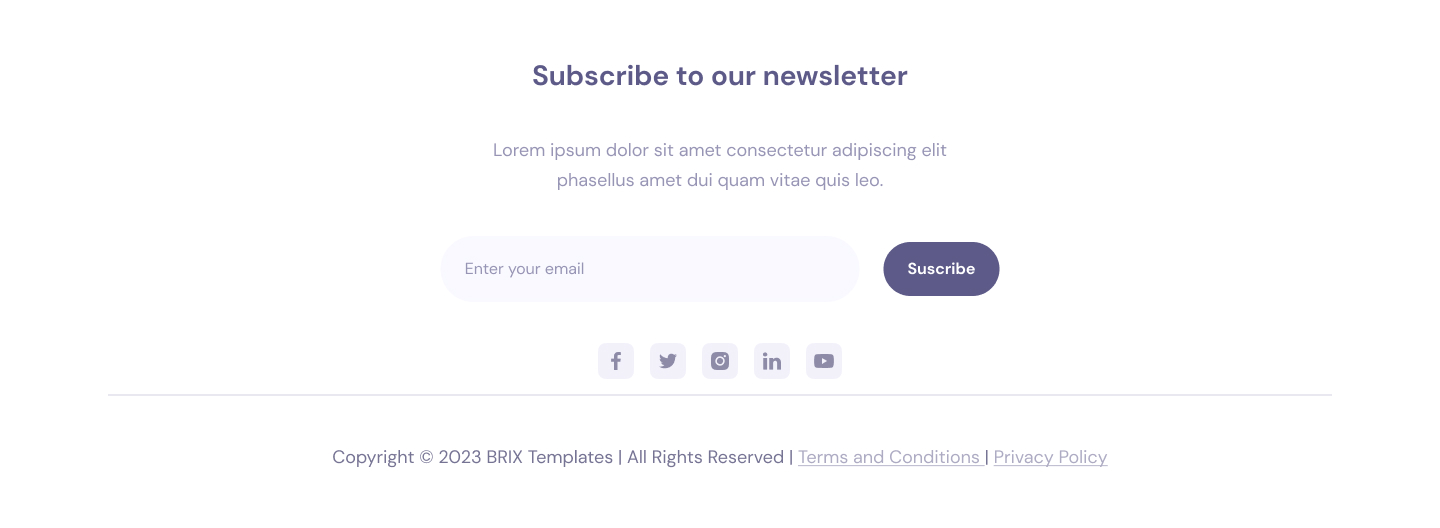 Subscribe to our newsletter
Lorem ipsum dolor sit amet consectetur adipiscing elit
phasellus amet dui quam vitae quis leo.
Enter your email
Suscribe
Copyright © 2023 BRIX Templates | All Rights Reserved | Terms and Conditions | Privacy Policy